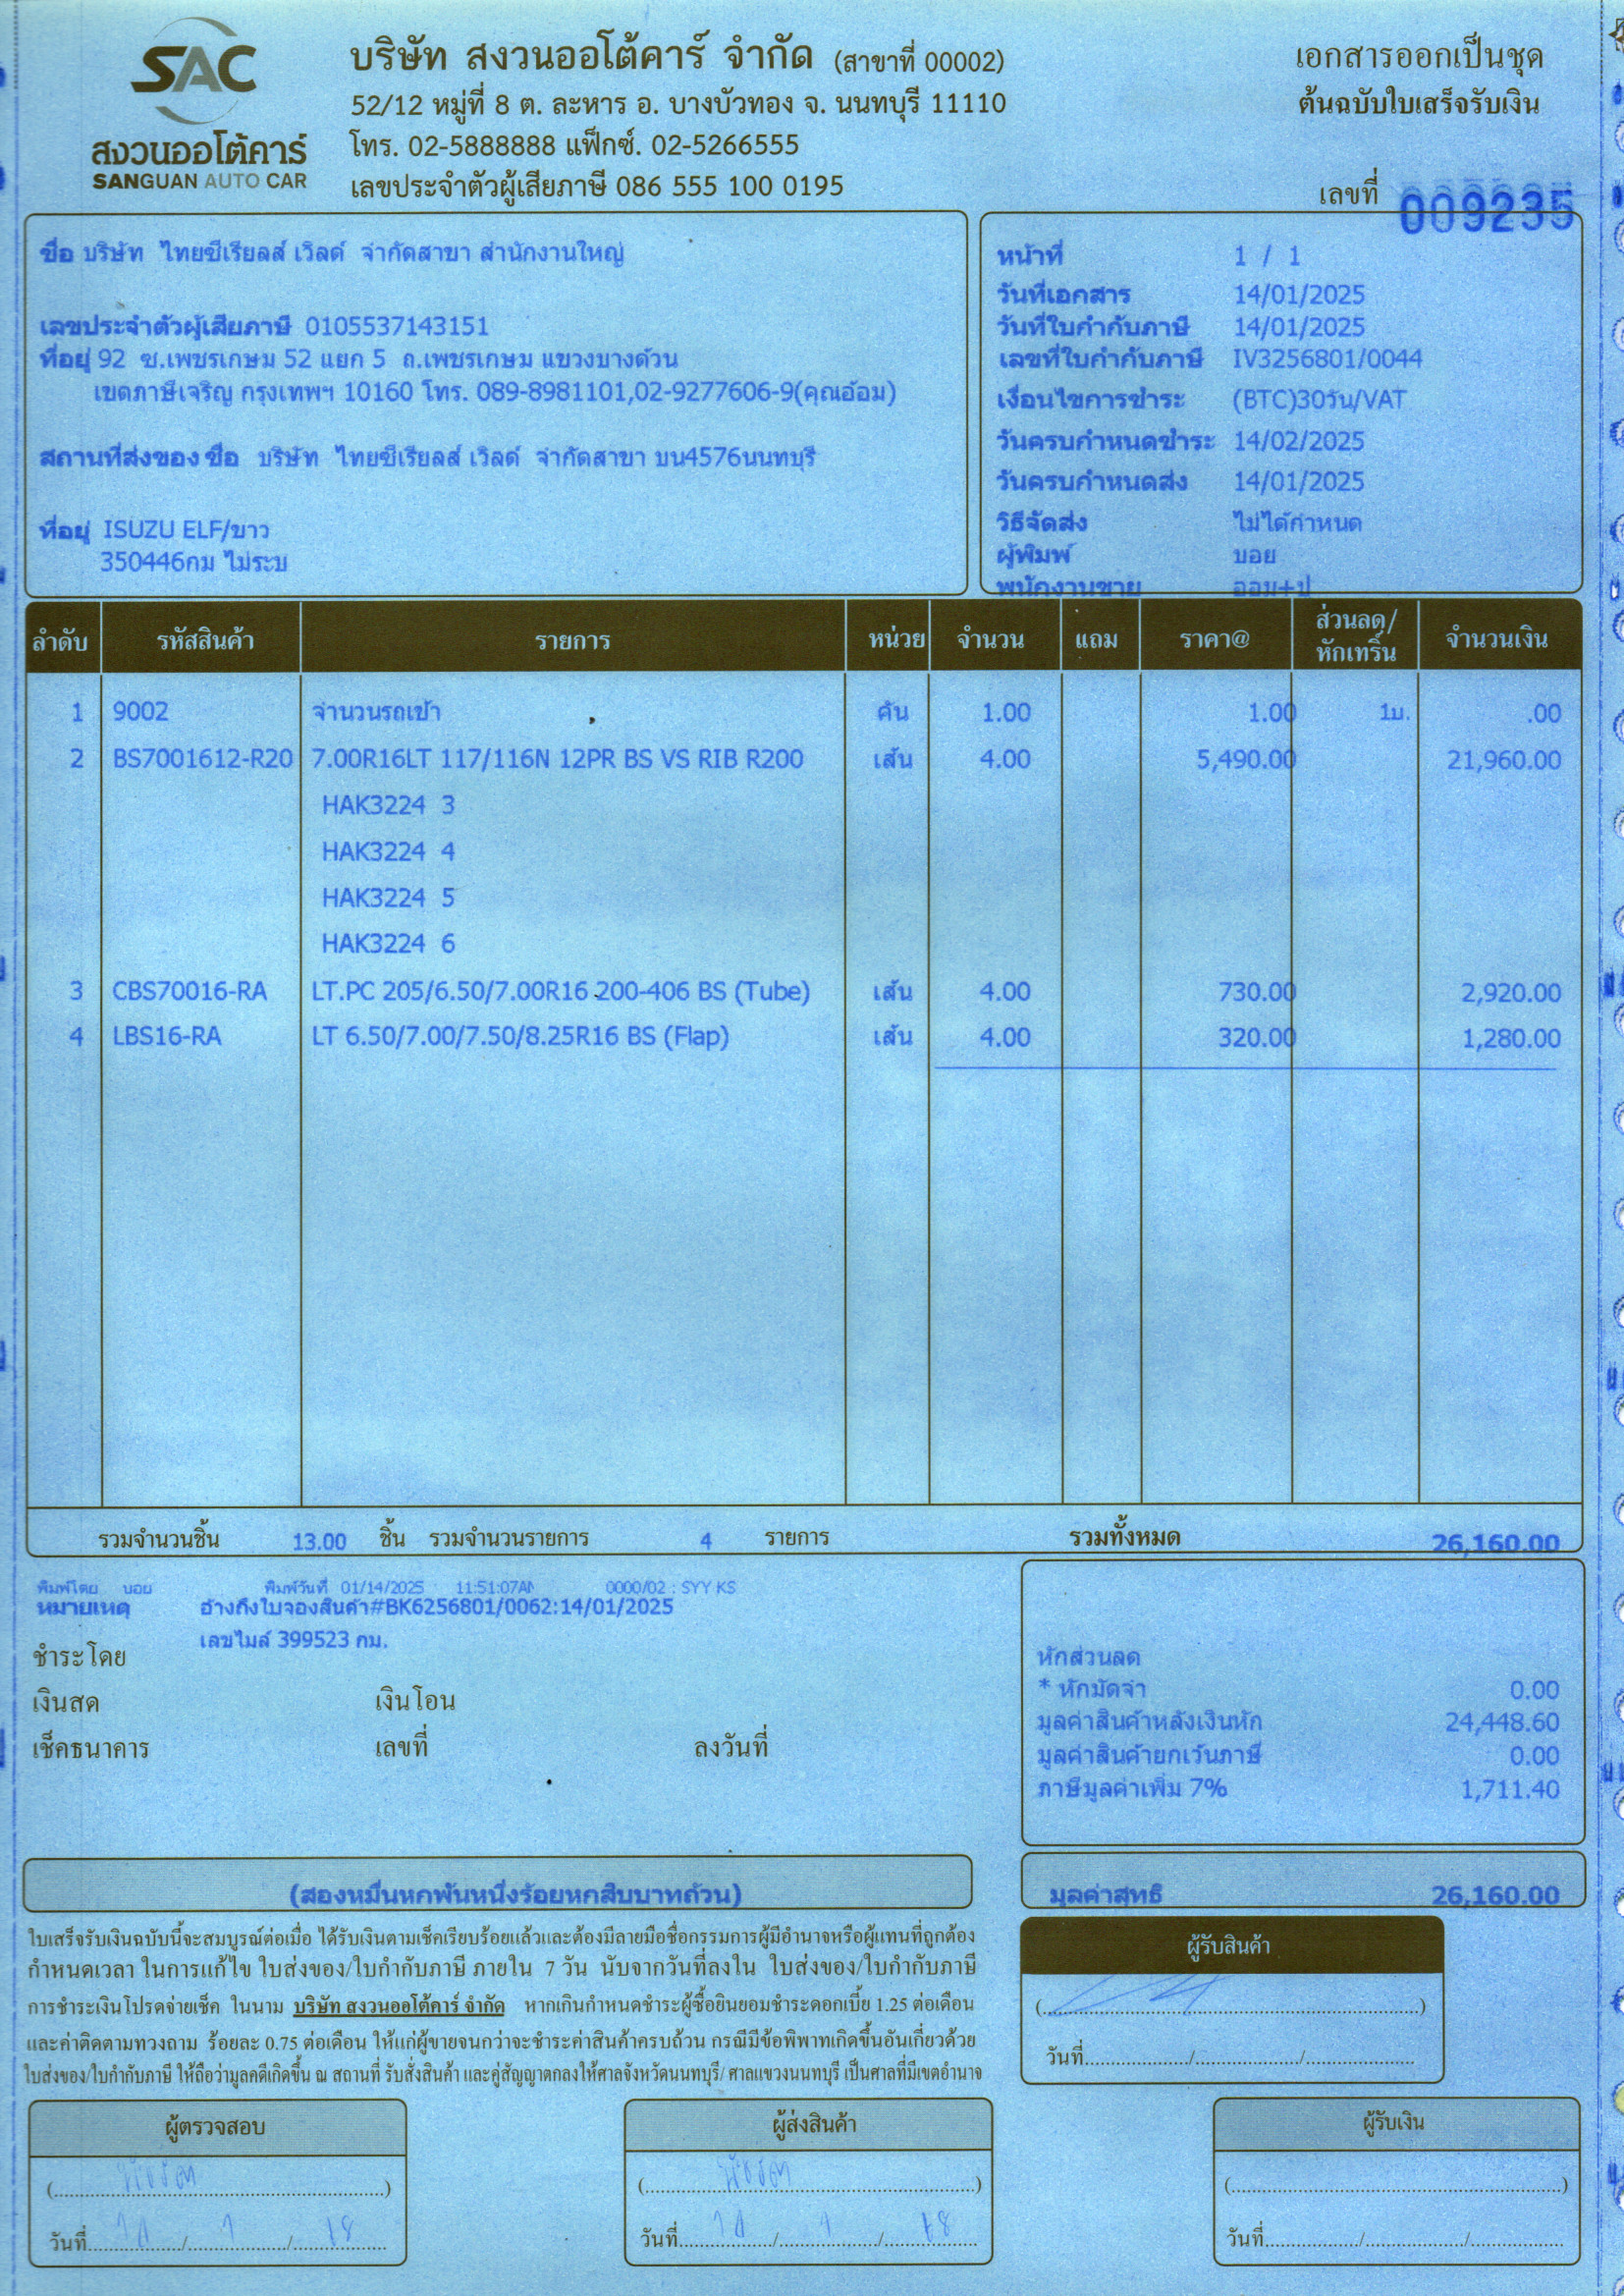 SAC
สงวนออโต้คาร์
SANGUAN AUTO CAR
บริษัท สงวนออโต้คาร์ จำกัด (สาขาที่ 00002)
52/12 หมู่ที่ 8 ต. ละหาร อ. บางบัวทอง จ. นนทบุรี 11110
โทร. 02-5888888 แฟ็กซ์. 02-5266555
เลขประจำตัวผู้เสียภาษี 086 555 100 0195
เอกสารออกเป็นชุด
ต้นฉบับใบเสร็จรับเงิน
เลขที่ 009235
ชื่อ บริษัท ไทยซีเรียลส์ เวิลด์ จำกัดสาขา สำนักงานใหญ่
เลขประจำตัวผู้เสียภาษี 0105537143151
ที่อยู่ 92 ซ.เพชรเกษม 52 แยก 5 ถ.เพชรเกษม แขวงบางด้วน
เขตภาษีเจริญ กรุงเทพฯ 10160 โทร. 089-8981101,02-9277606-9(คุณอ้อม)
สถานที่ส่งของ ชื่อ บริษัท ไทยซีเรียลส์ เวิลด์ จำกัดสาขา บน4576นนทบุรี
ที่อยู่ ISUZU ELF/ขาว
350446กม ไม่ระบ
หน้าที่ 1 / 1
วันที่เอกสาร 14/01/2025
วันที่ใบกำกับภาษี 14/01/2025
เลขที่ใบกำกับภาษี IV3256801/0044
เงื่อนไขการชำระ (BTC)30วัน/VAT
วันครบกำหนดชำระ 14/02/2025
วันครบกำหนดส่ง 14/01/2025
วิธีจัดส่ง ไม่ได้กำหนด
ผู้พิมพ์ บอย
พนักงานขาย ออม+ป
ลำดับ รหัสสินค้า รายการ หน่วย จำนวน แถม ราคา@ ส่วนลด/หักเทริ์น จำนวนเงิน
1 9002 จำนวนรถเข้า คัน 1.00 1.00 1บ. .00
2 BS7001612-R20 7.00R16LT 117/116N 12PR BS VS RIB R200 เส้น 4.00 5,490.00 21,960.00
HAK3224 3
HAK3224 4
HAK3224 5
HAK3224 6
3 CBS70016-RA LT.PC 205/6.50/7.00R16 200-406 BS (Tube) เส้น 4.00 730.00 2,920.00
4 LBS16-RA LT 6.50/7.00/7.50/8.25R16 BS (Flap) เส้น 4.00 320.00 1,280.00
รวมจำนวนชิ้น 13.00 ชิ้น รวมจำนวนรายการ 4 รายการ รวมทั้งหมด 26,160.00
พิมพ์โดย บอย พิมพ์วันที่ 01/14/2025 11:51:07AM 0000/02 : SYY KS
หมายเหตุ อ้างถึงใบจองสินค้า#BK6256801/0062:14/01/2025
เลขไมล์ 399523 กม.
ชำระโดย
เงินสด เงินโอน
เช็คธนาคาร เลขที่ ลงวันที่
หักส่วนลด
* หักมัดจำ 0.00
มูลค่าสินค้าหลังเงินหัก 24,448.60
มูลค่าสินค้ายกเว้นภาษี 0.00
ภาษีมูลค่าเพิ่ม 7% 1,711.40
(สองหมื่นหกพันหนึ่งร้อยหกสิบบาทถ้วน)
มูลค่าสุทธิ 26,160.00
ใบเสร็จรับเงินฉบับนี้จะสมบูรณ์ต่อเมื่อ ได้รับเงินตามเช็คเรียบร้อยแล้วและต้องมีลายมือชื่อกรรมการผู้มีอำนาจหรือผู้แทนที่ถูกต้อง
กำหนดเวลา ในการแก้ไข ใบส่งของ/ใบกำกับภาษี ภายใน 7 วัน นับจากวันที่ลงใน ใบส่งของ/ใบกำกับภาษี
การชำระเงินโปรดจ่ายเช็ค ในนาม บริษัท สงวนออโต้คาร์ จำกัด หากเกินกำหนดชำระผู้ซื้อยินยอมชำระดอกเบี้ย 1.25 ต่อเดือน
และค่าติดตามทวงถาม ร้อยละ 0.75 ต่อเดือน ให้แก่ผู้ขายจนกว่าจะชำระค่าสินค้าครบถ้วน กรณีมีข้อพิพาทเกิดขึ้นอันเกี่ยวด้วย
ใบส่งของ/ใบกำกับภาษี ให้ถือว่ามูลคดีเกิดขึ้น ณ สถานที่ รับสั่งสินค้า และคู่สัญญาตกลงให้ศาลจังหวัดนนทบุรี/ ศาลแขวงนนทบุรี เป็นศาลที่มีเขตอำนาจ
ผู้รับสินค้า
(....................)
วันที่........../........../..........
ผู้ตรวจสอบ
วันที่ 14 / 1 / 68
ผู้ส่งสินค้า
วันที่ 14 / 1 / 68
ผู้รับเงิน
(....................)
วันที่........../........../..........